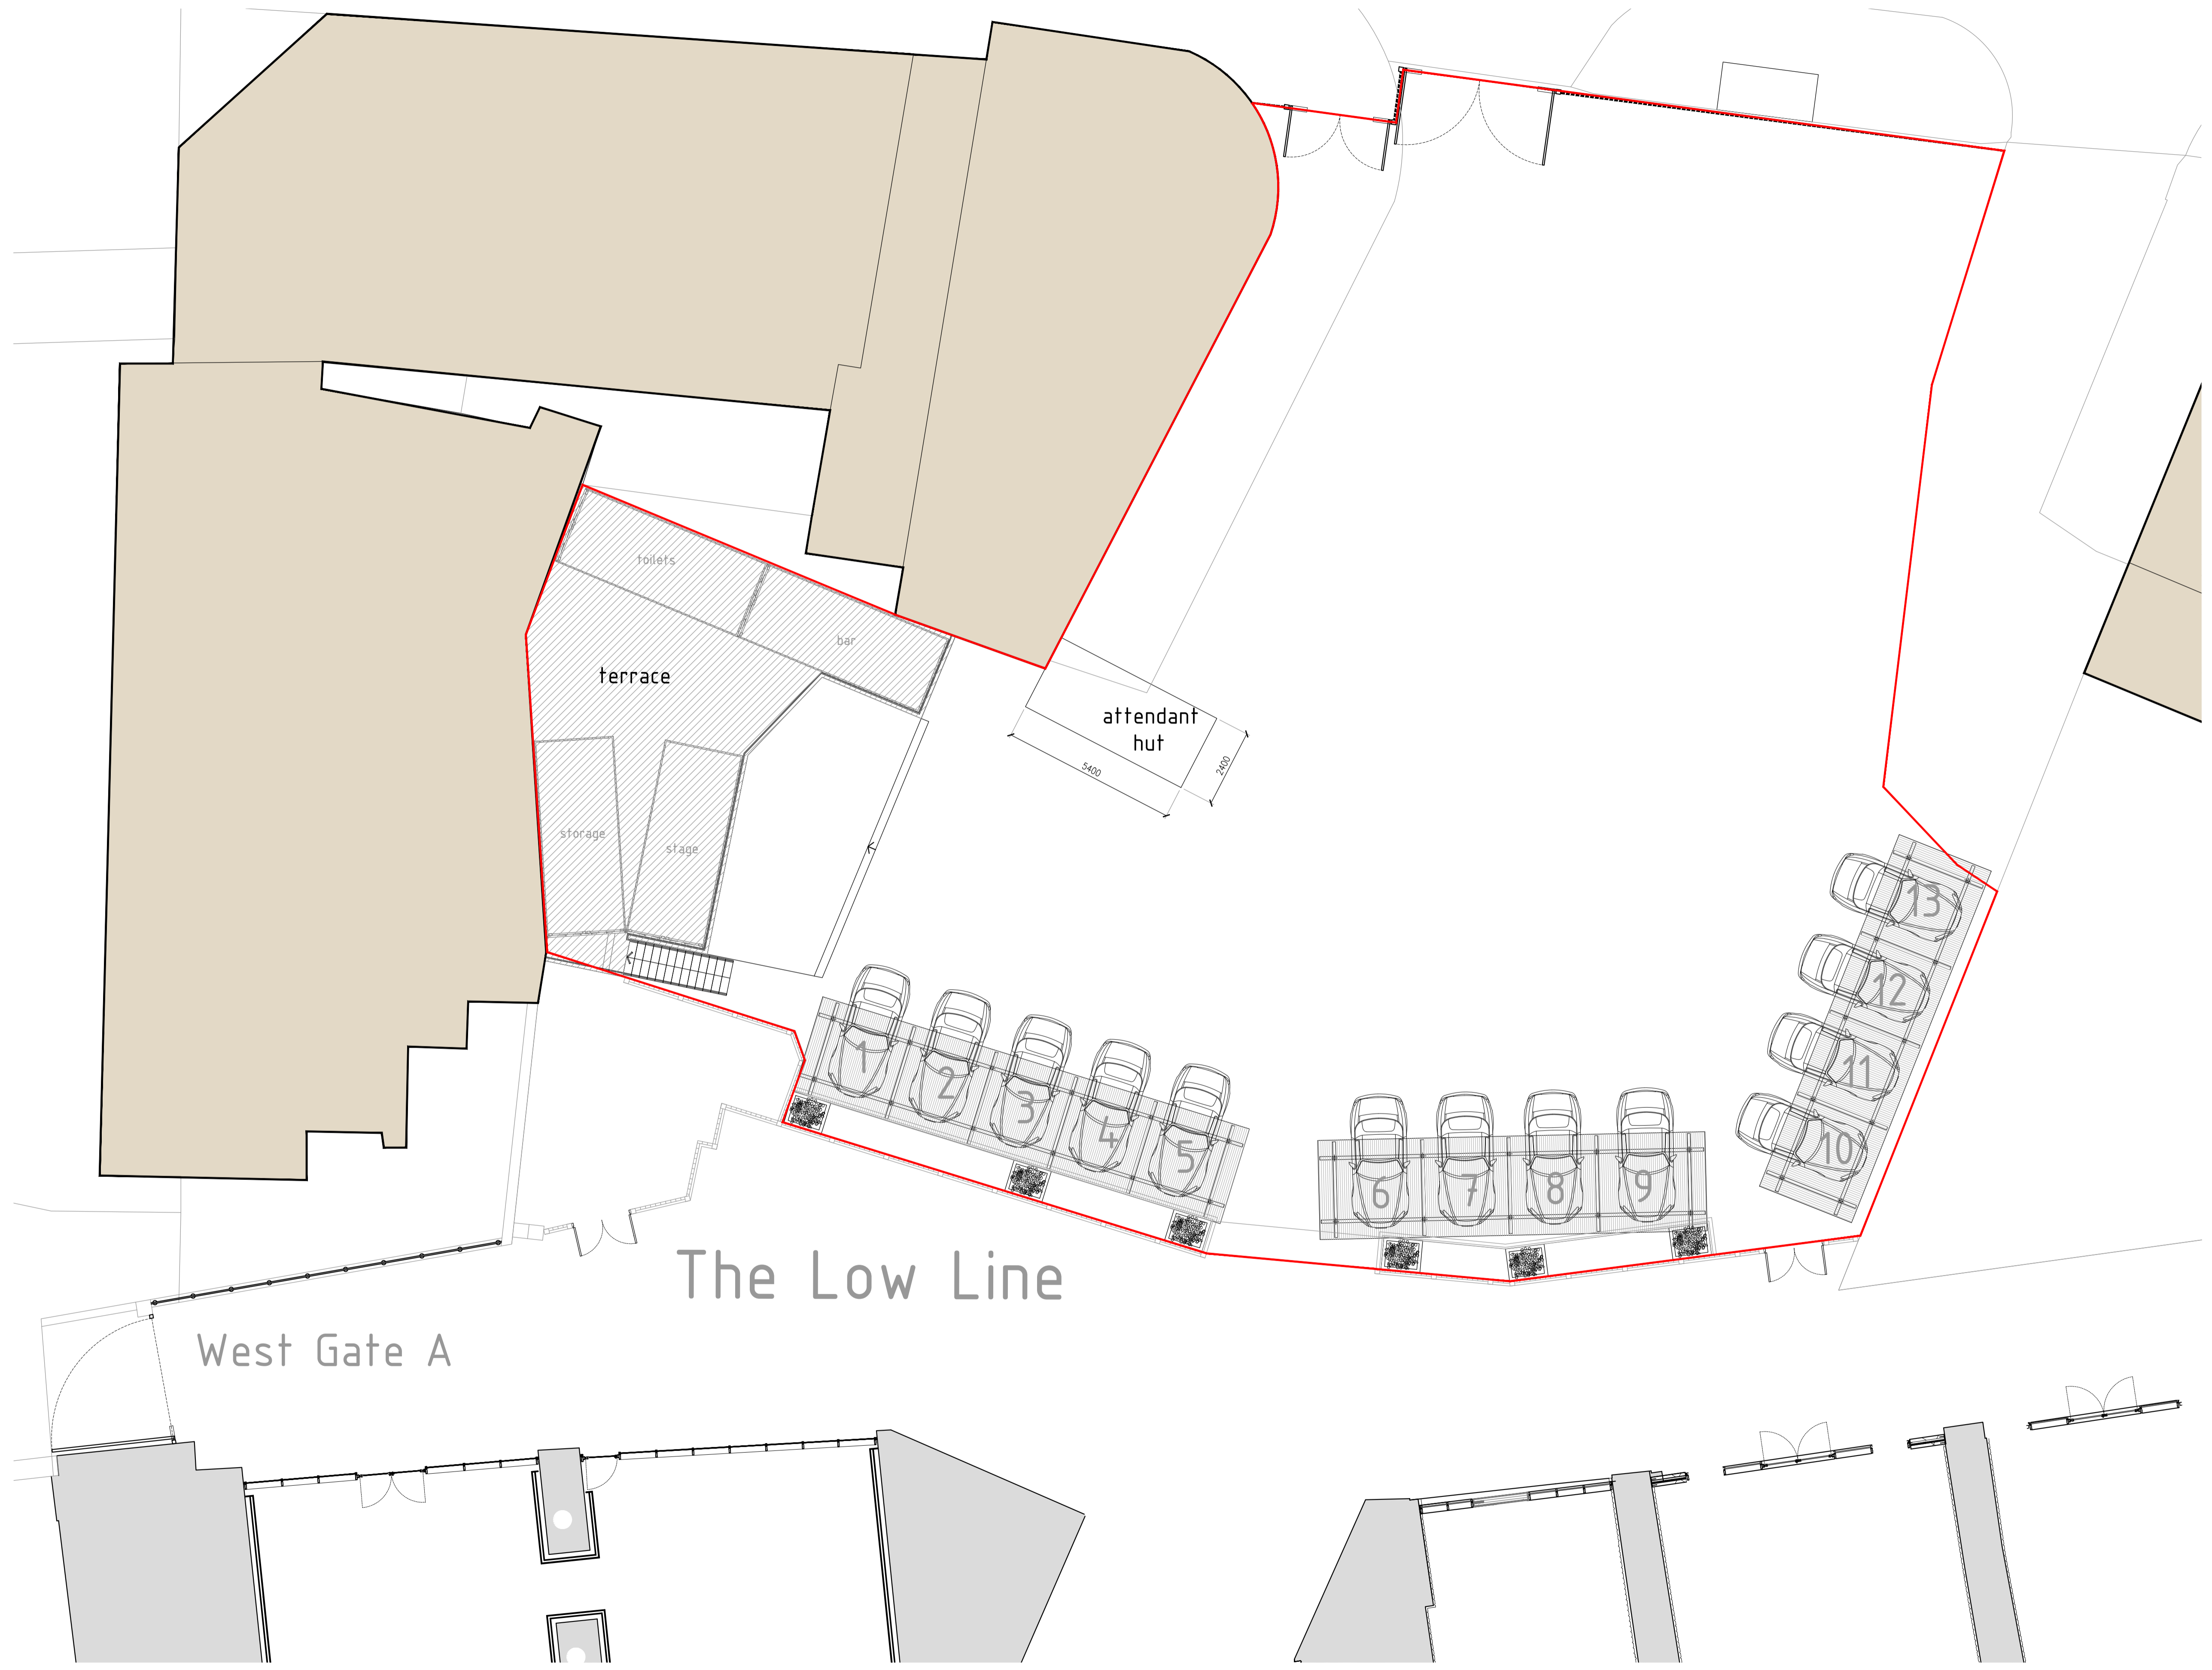 toilets
bar
terrace
attendant
hut
5400
2400
storage
stage
13
12
11
10
1
2
3
4
5
6
7
8
9
The Low Line
West Gate A